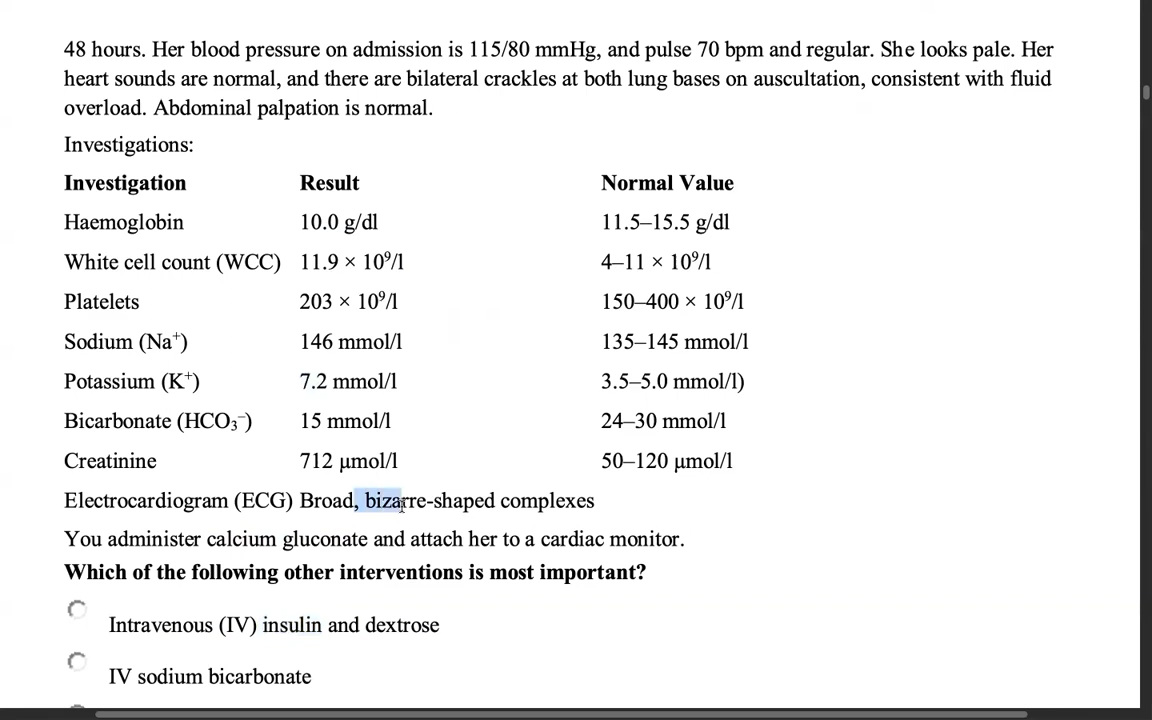 48 hours. Her blood pressure on admission is 115/80 mmHg, and pulse 70 bpm and regular. She looks pale. Her
heart sounds are normal, and there are bilateral crackles at both lung bases on auscultation, consistent with fluid
overload. Abdominal palpation is normal.
Investigations:
Investigation Result Normal Value
Haemoglobin 10.0 g/dl 11.5–15.5 g/dl
White cell count (WCC) 11.9 × 10⁹/l 4–11 × 10⁹/l
Platelets 203 × 10⁹/l 150–400 × 10⁹/l
Sodium (Na⁺) 146 mmol/l 135–145 mmol/l
Potassium (K⁺) 7.2 mmol/l 3.5–5.0 mmol/l)
Bicarbonate (HCO₃⁻) 15 mmol/l 24–30 mmol/l
Creatinine 712 µmol/l 50–120 µmol/l
Electrocardiogram (ECG) Broad, bizarre-shaped complexes
You administer calcium gluconate and attach her to a cardiac monitor.
Which of the following other interventions is most important?
Intravenous (IV) insulin and dextrose
IV sodium bicarbonate